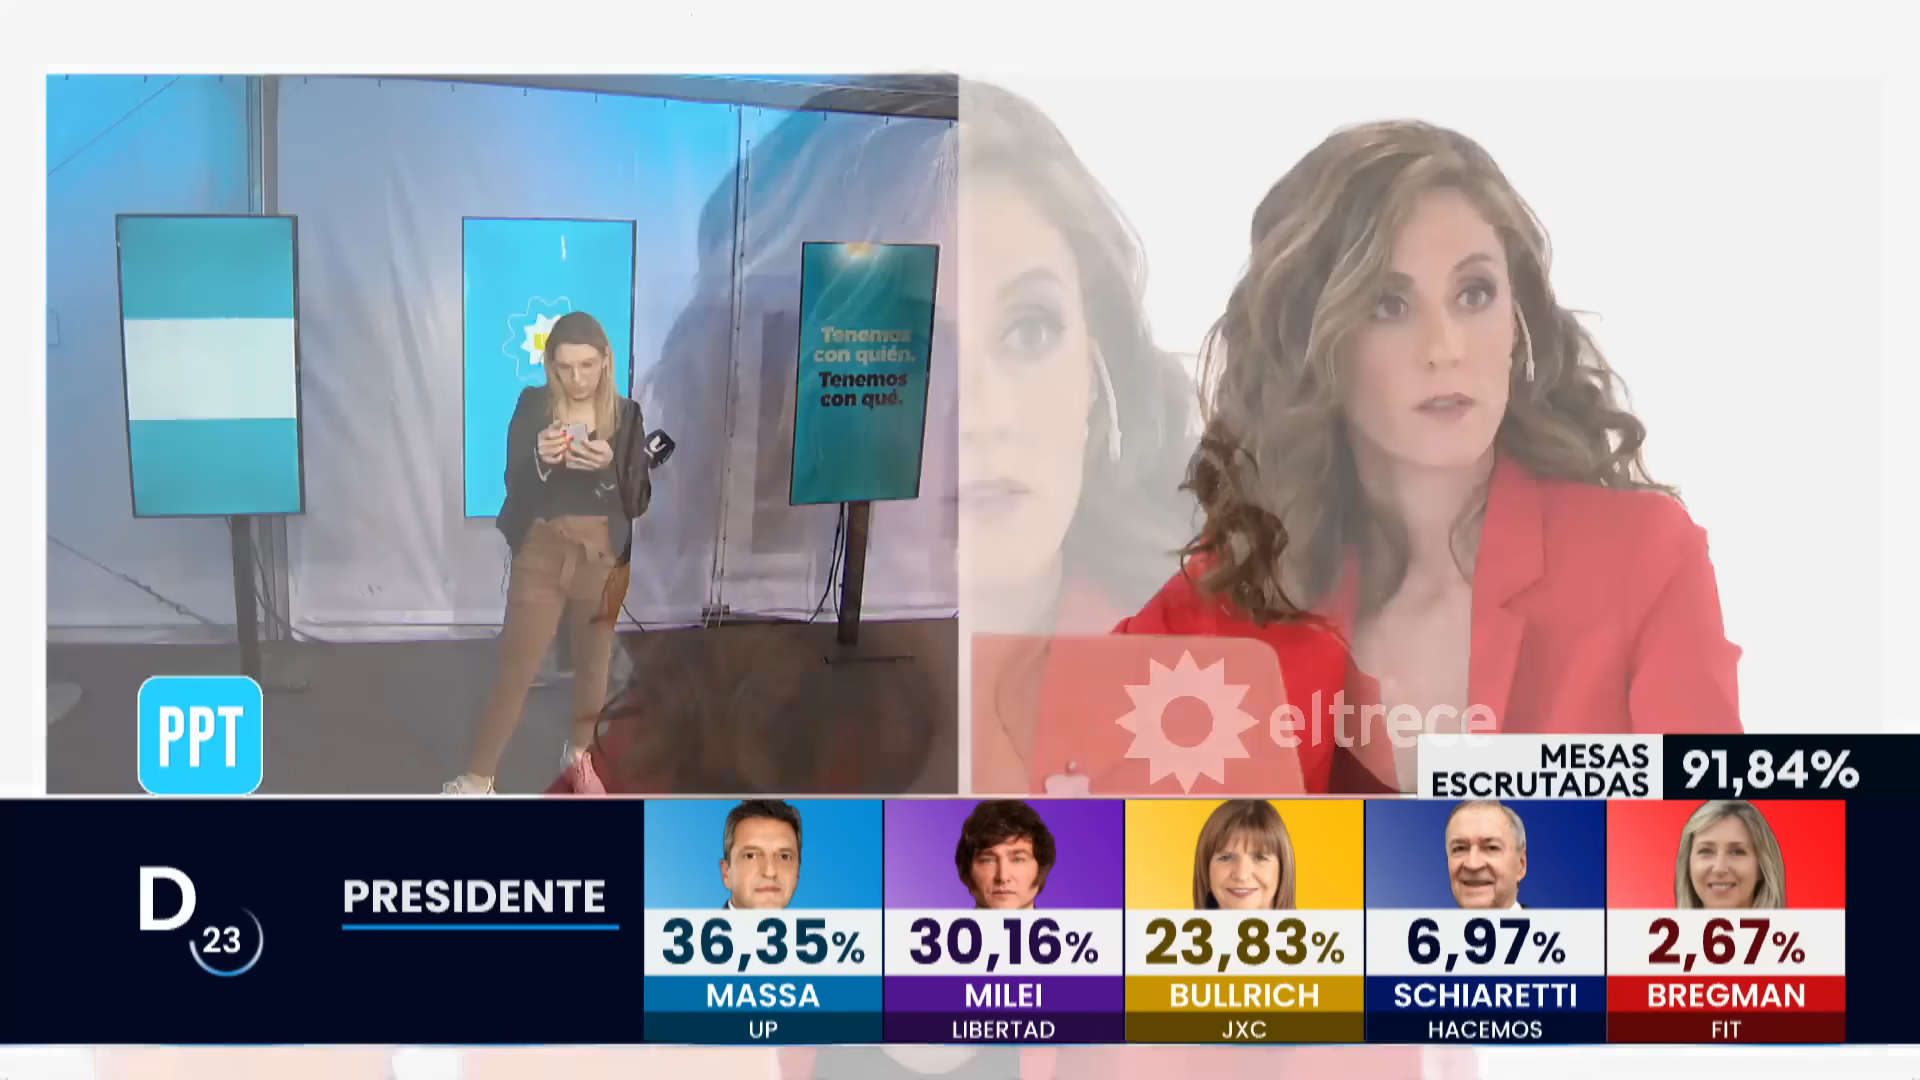 Tenemos
con quién.
Tenemos
con qué.
PPT
eltrece
MESAS
ESCRUTADAS
91,84%
D
23
PRESIDENTE
36,35%
MASSA
UP
30,16%
MILEI
LIBERTAD
23,83%
BULLRICH
JXC
6,97%
SCHIARETTI
HACEMOS
2,67%
BREGMAN
FIT